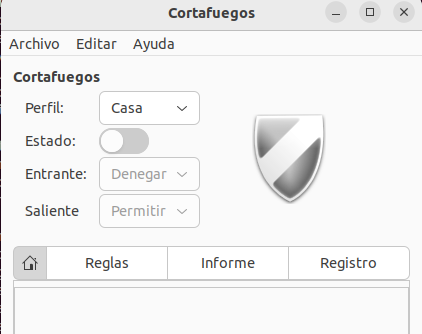 Cortafuegos
Archivo Editar Ayuda
Cortafuegos
Perfil: Casa
Estado:
Entrante: Denegar
Saliente Permitir
Reglas Informe Registro